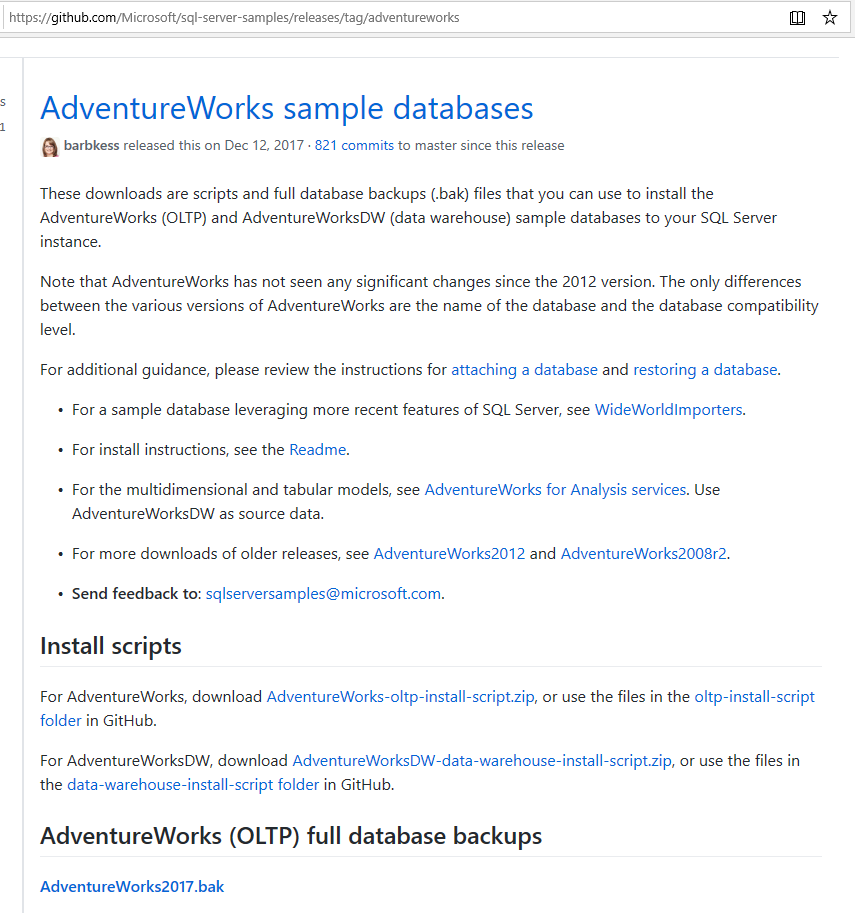 https://github.com/Microsoft/sql-server-samples/releases/tag/adventureworks
s
1
AdventureWorks sample databases
barbkess released this on Dec 12, 2017 · 821 commits to master since this release
These downloads are scripts and full database backups (.bak) files that you can use to install the
AdventureWorks (OLTP) and AdventureWorksDW (data warehouse) sample databases to your SQL Server
instance.
Note that AdventureWorks has not seen any significant changes since the 2012 version. The only differences
between the various versions of AdventureWorks are the name of the database and the database compatibility
level.
For additional guidance, please review the instructions for attaching a database and restoring a database.
• For a sample database leveraging more recent features of SQL Server, see WideWorldImporters.
• For install instructions, see the Readme.
• For the multidimensional and tabular models, see AdventureWorks for Analysis services. Use
AdventureWorksDW as source data.
• For more downloads of older releases, see AdventureWorks2012 and AdventureWorks2008r2.
• Send feedback to: sqlserversamples@microsoft.com.
Install scripts
For AdventureWorks, download AdventureWorks-oltp-install-script.zip, or use the files in the oltp-install-script
folder in GitHub.
For AdventureWorksDW, download AdventureWorksDW-data-warehouse-install-script.zip, or use the files in
the data-warehouse-install-script folder in GitHub.
AdventureWorks (OLTP) full database backups
AdventureWorks2017.bak